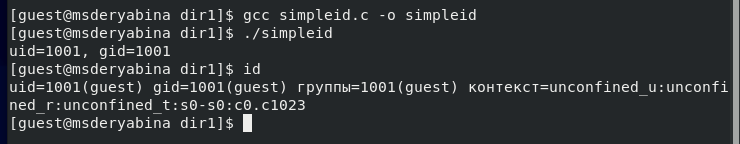 [guest@msderyabina dir1]$ gcc simpleid.c -o simpleid
[guest@msderyabina dir1]$ ./simpleid
uid=1001, gid=1001
[guest@msderyabina dir1]$ id
uid=1001(guest) gid=1001(guest) группы=1001(guest) контекст=unconfined_u:unconfi
ned_r:unconfined_t:s0-s0:c0.c1023
[guest@msderyabina dir1]$